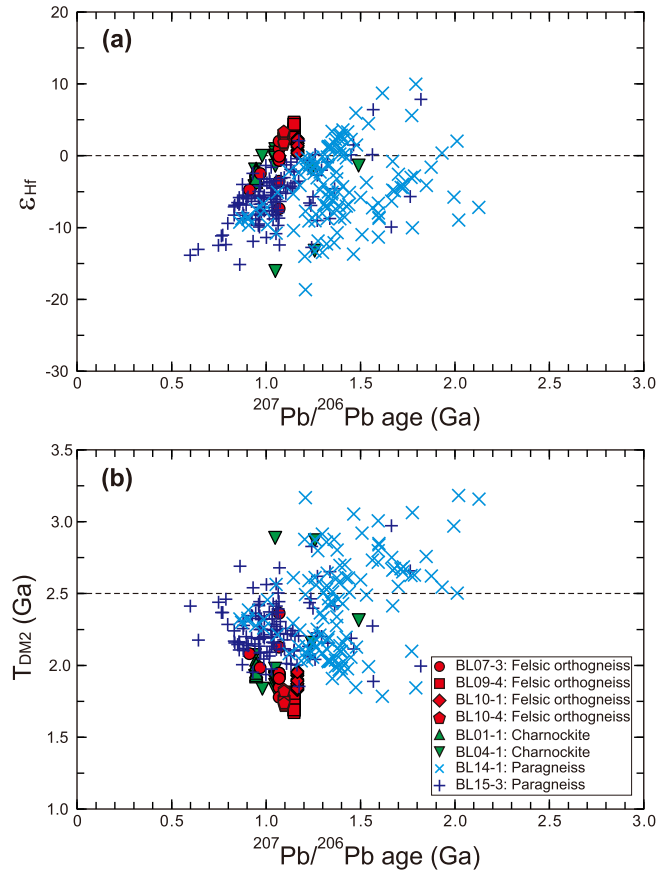 (a)
20
10
0
-10
-20
-30
εHf
0 0.5 1.0 1.5 2.0 2.5 3.0
207Pb/206Pb age (Ga)
(b)
3.5
3.0
2.5
2.0
1.5
1.0
TDM2 (Ga)
BL07-3: Felsic orthogneiss
BL09-4: Felsic orthogneiss
BL10-1: Felsic orthogneiss
BL10-4: Felsic orthogneiss
BL01-1: Charnockite
BL04-1: Charnockite
BL14-1: Paragneiss
BL15-3: Paragneiss
0 0.5 1.0 1.5 2.0 2.5 3.0
207Pb/206Pb age (Ga)